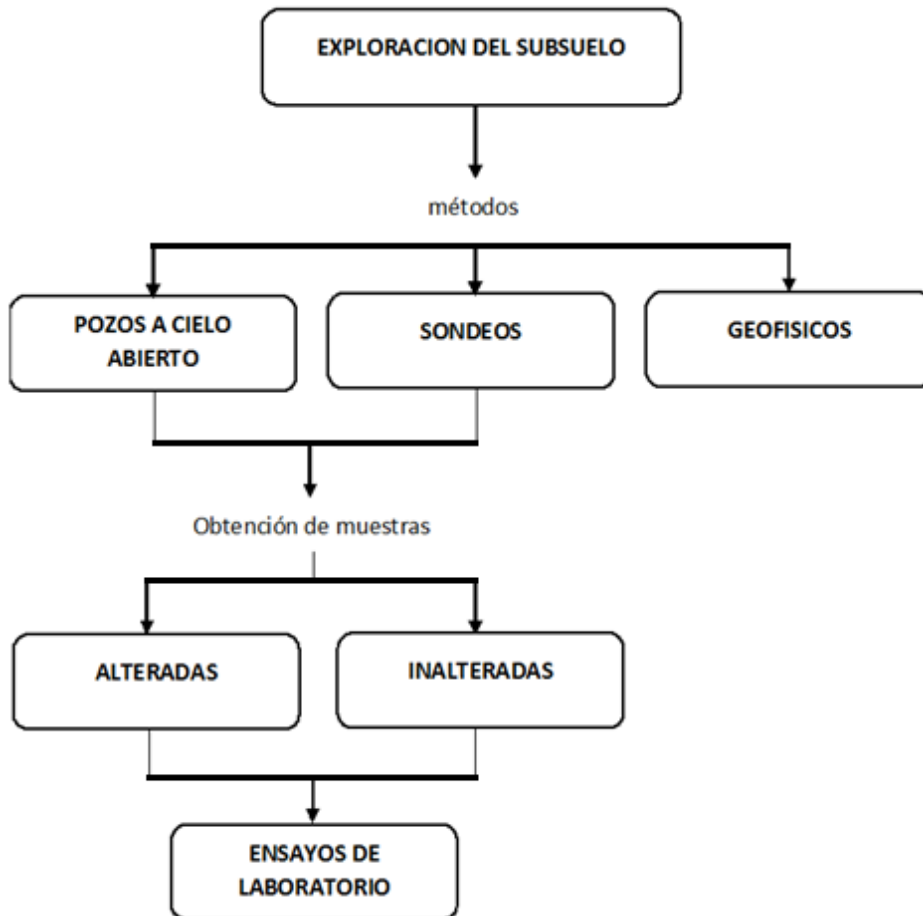 EXPLORACION DEL SUBSUELO
métodos
POZOS A CIELO
ABIERTO
SONDEOS
GEOFISICOS
Obtención de muestras
ALTERADAS
INALTERADAS
ENSAYOS DE
LABORATORIO